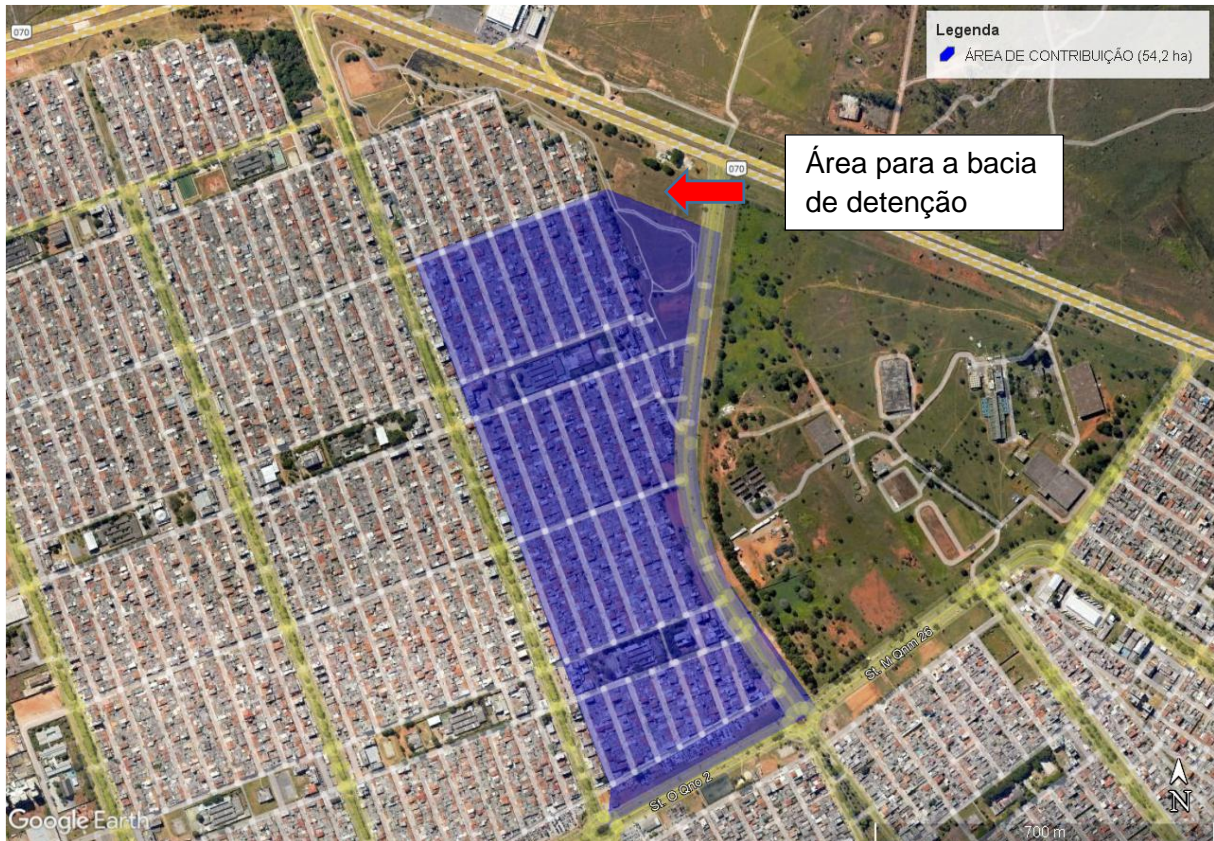 070
Legenda
ÁREA DE CONTRIBUIÇÃO (54,2 ha)
Área para a bacia
de detenção
070
St. M Qnm 26
St. O Qno 2
Google Earth
N
700 m